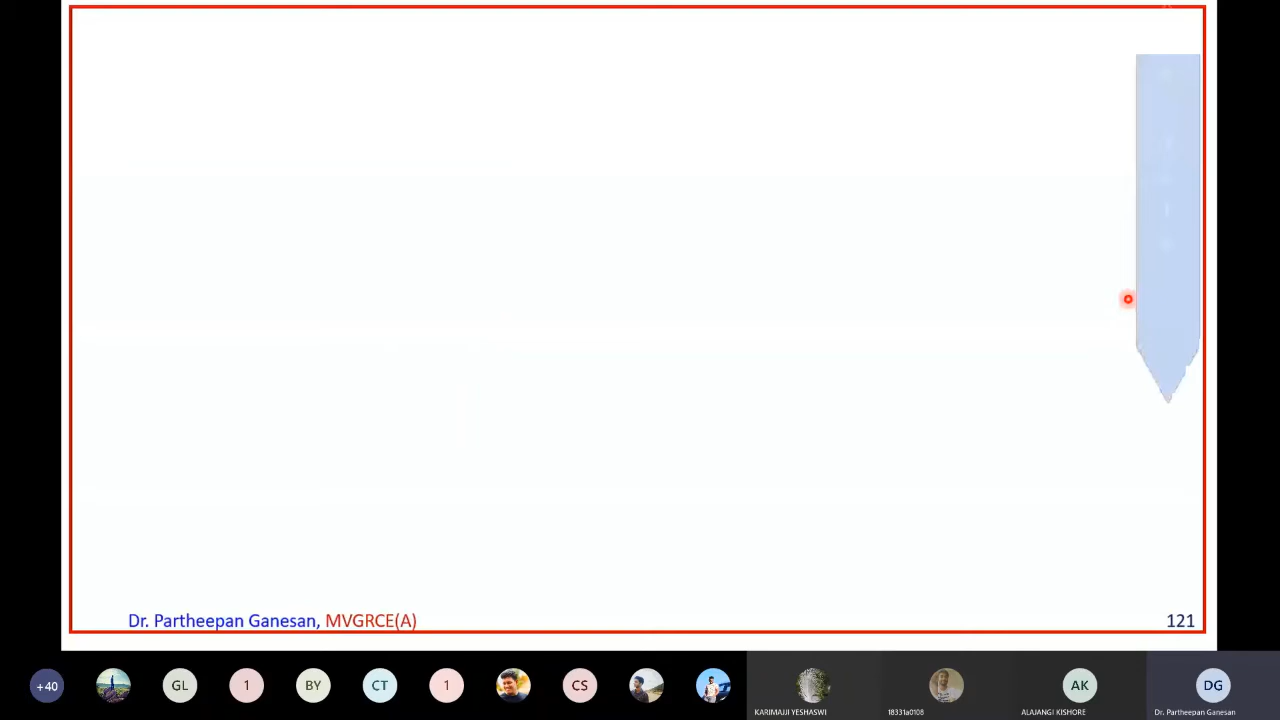 Dr. Partheepan Ganesan, MVGRCE(A)
121
+40
GL
1
BY
CT
1
CS
AK
DG
KARIMAJJI YESHASWI
18331a0108
ALAJANGI KISHORE
Dr. Partheepan Ganesan